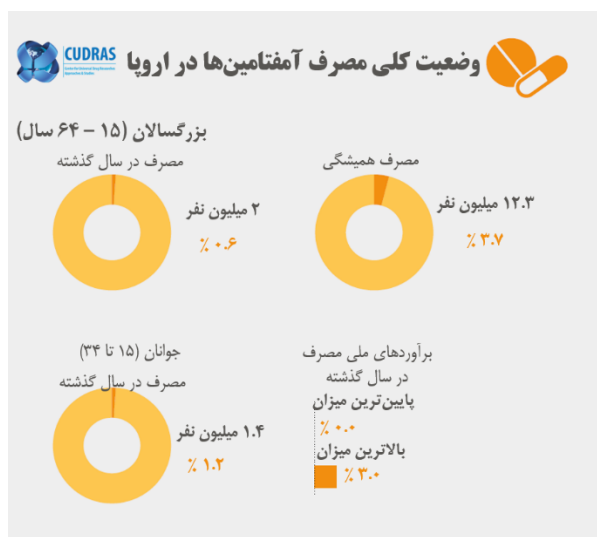 وضعیت کلی مصرف آمفتامین‌ها در اروپا
CUDRAS
بزرگسالان (۱۵ – ۶۴ سال)
مصرف همیشگی
۱۲.۳ میلیون نفر
۳.۷ ٪
مصرف در سال گذشته
۲ میلیون نفر
۰.۶ ٪
برآوردهای ملی مصرف
در سال گذشته
پایین‌ترین میزان
۰.۰ ٪
بالاترین میزان
۳.۰ ٪
جوانان (۱۵ تا ۳۴)
مصرف در سال گذشته
۱.۴ میلیون نفر
۱.۲ ٪